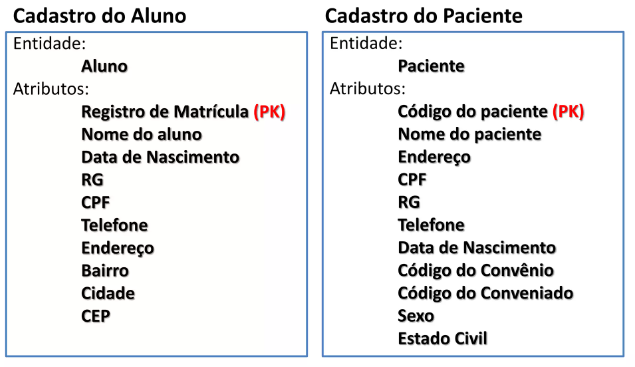 Cadastro do Aluno
Entidade:
Aluno
Atributos:
Registro de Matrícula (PK)
Nome do aluno
Data de Nascimento
RG
CPF
Telefone
Endereço
Bairro
Cidade
CEP
Cadastro do Paciente
Entidade:
Paciente
Atributos:
Código do paciente (PK)
Nome do paciente
Endereço
CPF
RG
Telefone
Data de Nascimento
Código do Convênio
Código do Conveniado
Sexo
Estado Civil